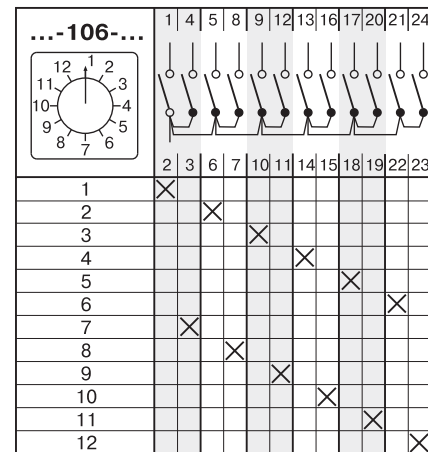 ...-106-...
1 4 5 8 9 12 13 16 17 20 21 24
1
12 2
11 3
10 4
9 5
8 6
7
2 3 6 7 10 11 14 15 18 19 22 23
1 X
2 X
3 X
4 X
5 X
6 X
7 X
8 X
9 X
10 X
11 X
12 X